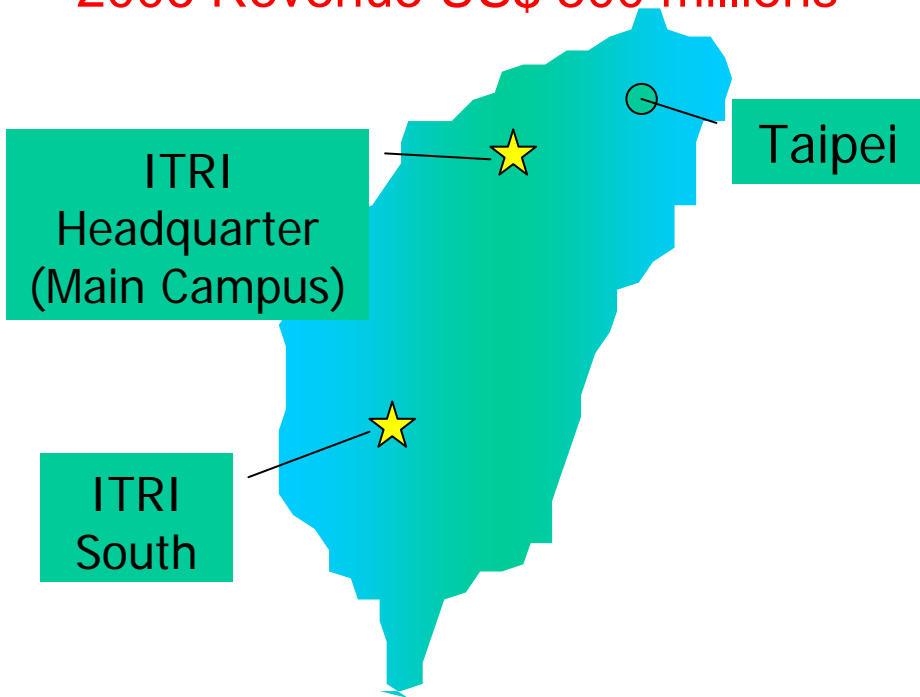 Revenue US$ millions
Taipei
ITRI
Headquarter
(Main Campus)
ITRI
South